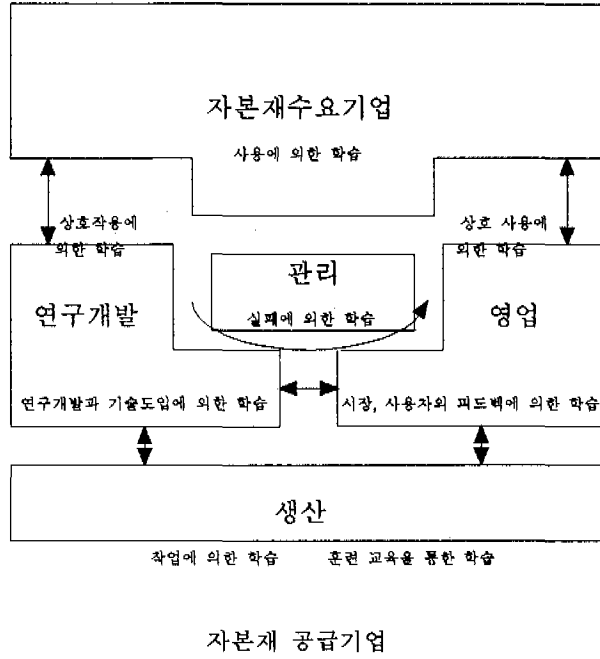 자본재수요기업
사용에 의한 학습
상호작용에
의한 학습
상호 사용에
의한 학습
관리
실패에 의한 학습
연구개발
영업
연구개발과 기술도입에 의한 학습
시장, 사용자의 피드백에 의한 학습
생산
작업에 의한 학습 훈련 교육을 통한 학습
자본재 공급기업